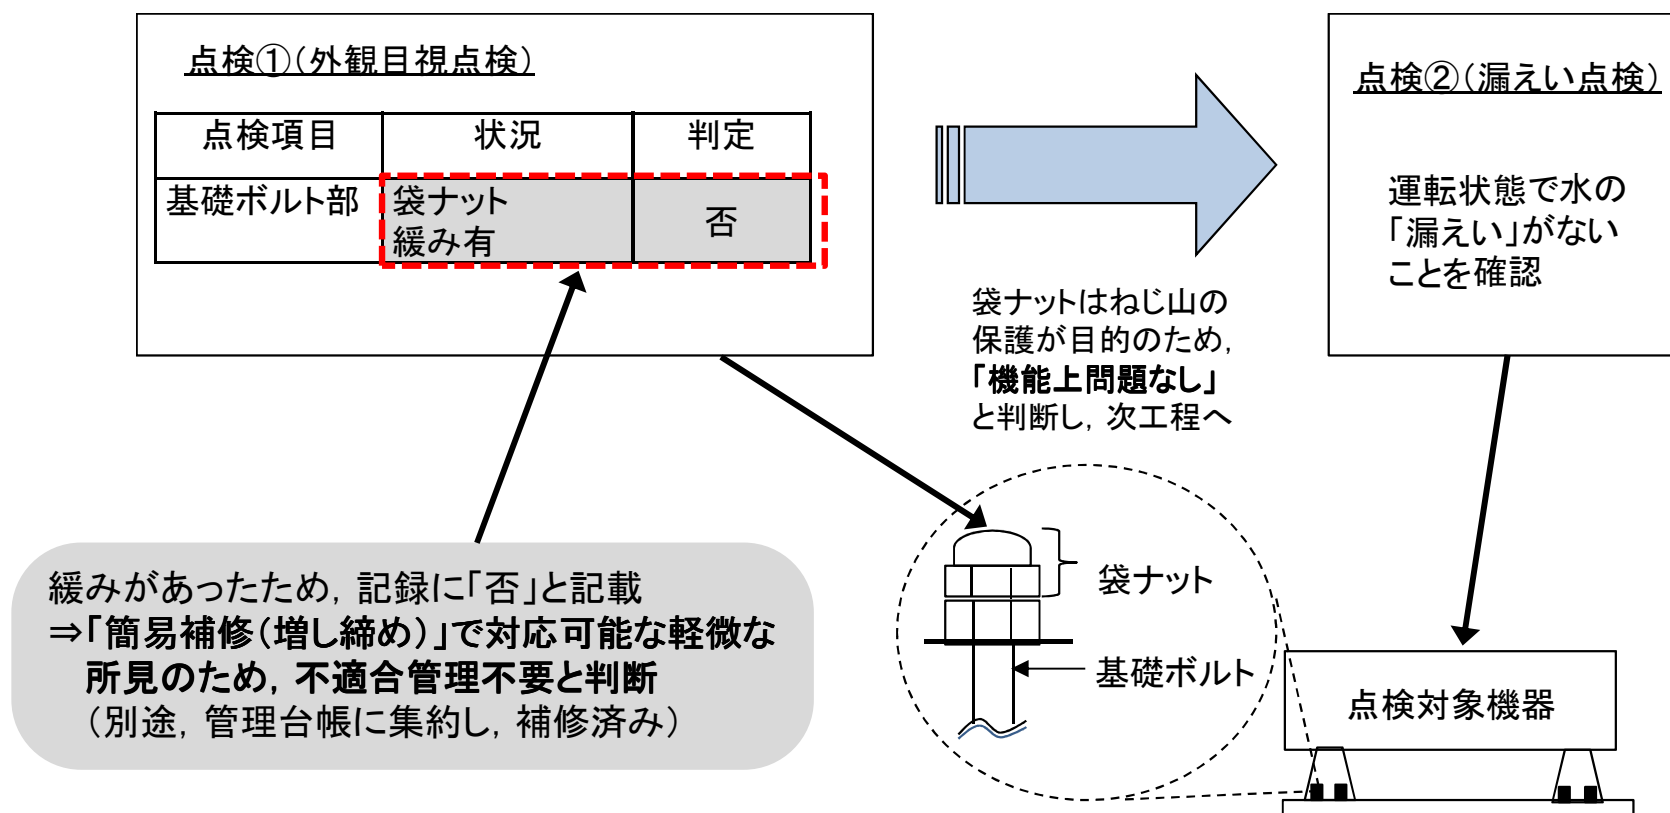 点検①(外観目視点検)
点検項目 状況 判定
基礎ボルト部 袋ナット
緩み有 否
袋ナットはねじ山の
保護が目的のため,
「機能上問題なし」
と判断し, 次工程へ
点検②(漏えい点検)
運転状態で水の
「漏えい」がない
ことを確認
緩みがあったため, 記録に「否」と記載
⇒「簡易補修(増し締め)」で対応可能な軽微な
所見のため, 不適合管理不要と判断
(別途, 管理台帳に集約し, 補修済み)
袋ナット
基礎ボルト
点検対象機器